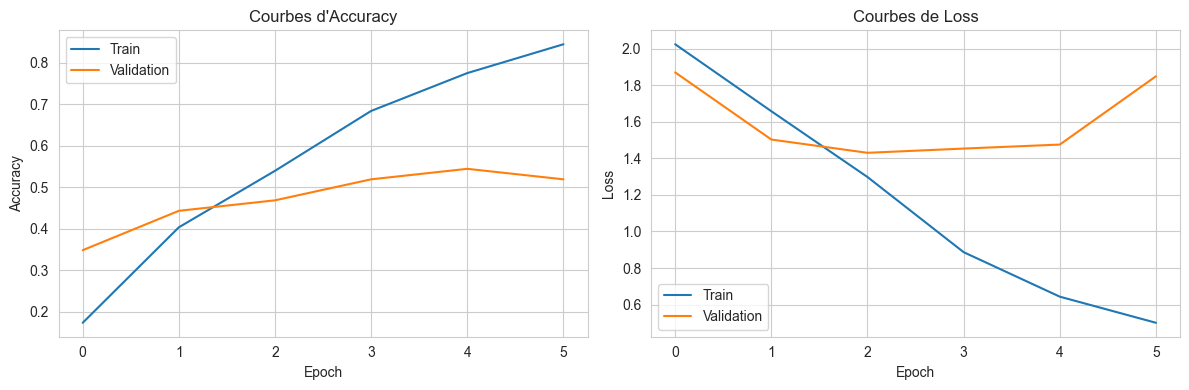 Courbes d'Accuracy
Train
Validation
0.8
0.7
0.6
0.5
0.4
0.3
0.2
Accuracy
0 1 2 3 4 5
Epoch
Courbes de Loss
2.0
1.8
1.6
1.4
1.2
1.0
0.8
0.6
Loss
Train
Validation
0 1 2 3 4 5
Epoch